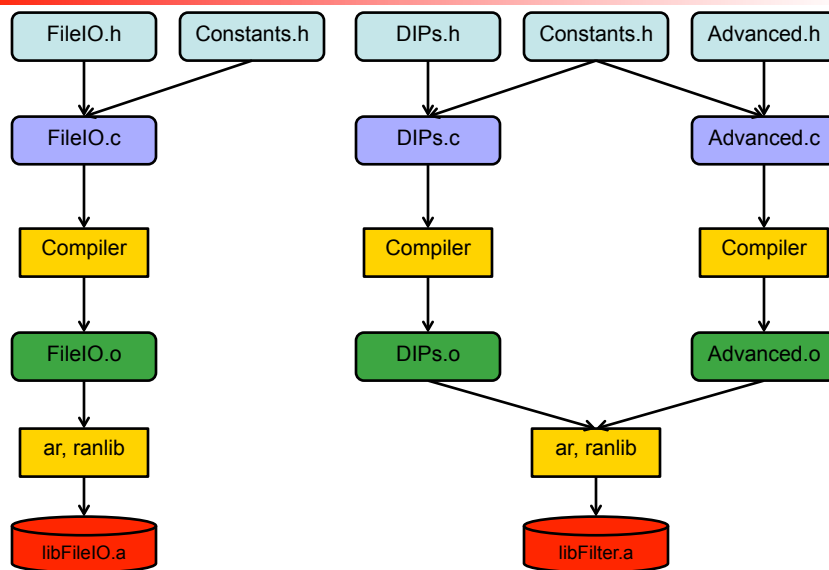 FileIO.h
Constants.h
DIPs.h
Constants.h
Advanced.h
FileIO.c
DIPs.c
Advanced.c
Compiler
Compiler
Compiler
FileIO.o
DIPs.o
Advanced.o
ar, ranlib
ar, ranlib
libFileIO.a
libFilter.a